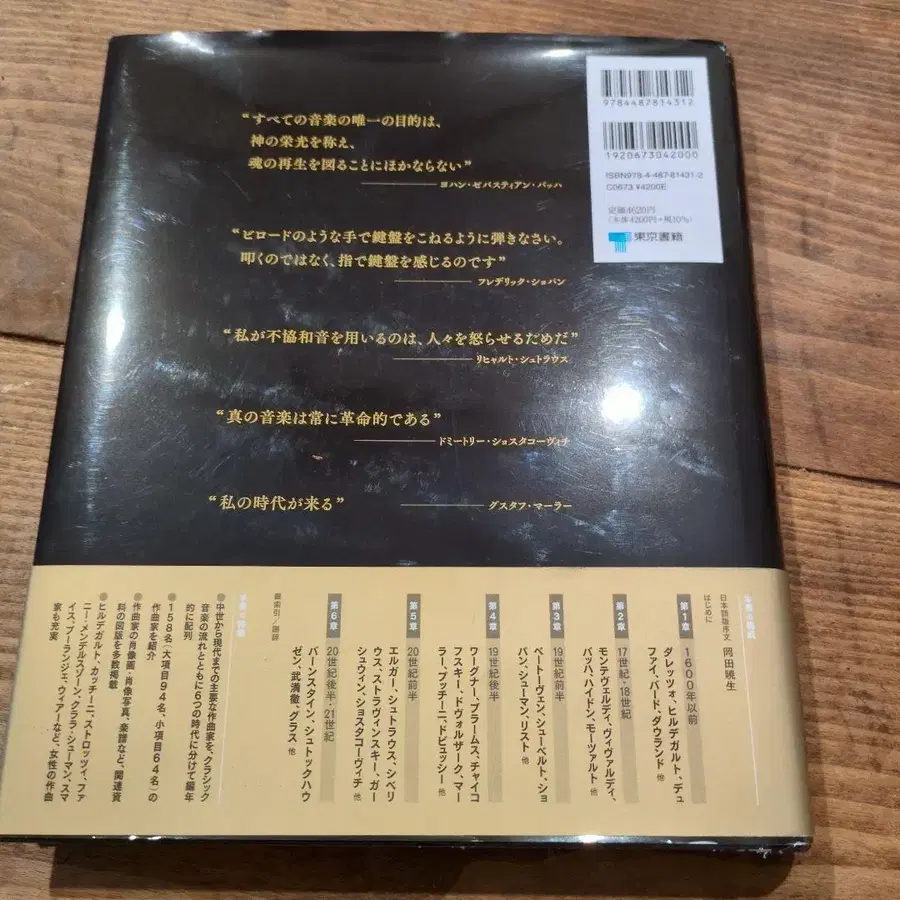 “すべての音楽の唯一の目的は、
神の栄光を称え、
魂の再生を図ることにほかならない”
ヨハン・ゼバスティアン・バッハ
“ビロードのような手で鍵盤をこねるように弾きなさい。
叩くのではなく、指で鍵盤を感じるのです”
フレデリック・ショパン
“私が不協和音を用いるのは、人々を怒らせるためだ”
リヒャルト・シュトラウス
“真の音楽は常に革命的である”
ドミートリー・ショスタコーヴィチ
“私の時代が来る”
グスタフ・マーラー
9784487814312
1920673042000
ISBN978-4-487-81431-2
C0673 ¥4200E
定価4620円
(本体4200円+税10%)
東京書籍
本書の構成
日本語版序文 岡田暁生
はじめに
第1章 1600年以前
ダレッツォ、ヒルデガルト、デュ
ファイ、バード、ダウランド 他
第2章 17世紀・18世紀
モンテヴェルディ、ヴィヴァルディ、
バッハ、ハイドン、モーツァルト 他
第3章 19世紀前半
ベートーヴェン、シューベルト、ショ
パン、シューマン、リスト 他
第4章 19世紀後半
ワーグナー、ブラームス、チャイコ
フスキー、ドヴォルザーク、マー
ラー、プッチーニ、ドビュッシー 他
第5章 20世紀前半
エルガー、シュトラウス、シベリ
ウス、ストラヴィンスキー、ガー
シュウィン、ショスタコーヴィチ 他
第6章 20世紀後半・21世紀
バーンスタイン、シュトックハウ
ゼン、武満徹、グラス 他
索引/図録
本書の特徴
●中世から現代までの主要な作曲家を、クラシック
音楽の流れとともに6つの時代に分けて編年
的に配列
●158名(大項目94名、小項目64名)の
作曲家を紹介
●作曲家の肖像画・肖像写真、楽譜など、関連資
料の図版を多数掲載
●ヒルデガルト、カッチーニ、ストロッツィ、ファ
ニー・メンデルスゾーン、クララ・シューマン、スマ
イス、ブーランジェ、ウィアーなど、女性の作曲
家も充実